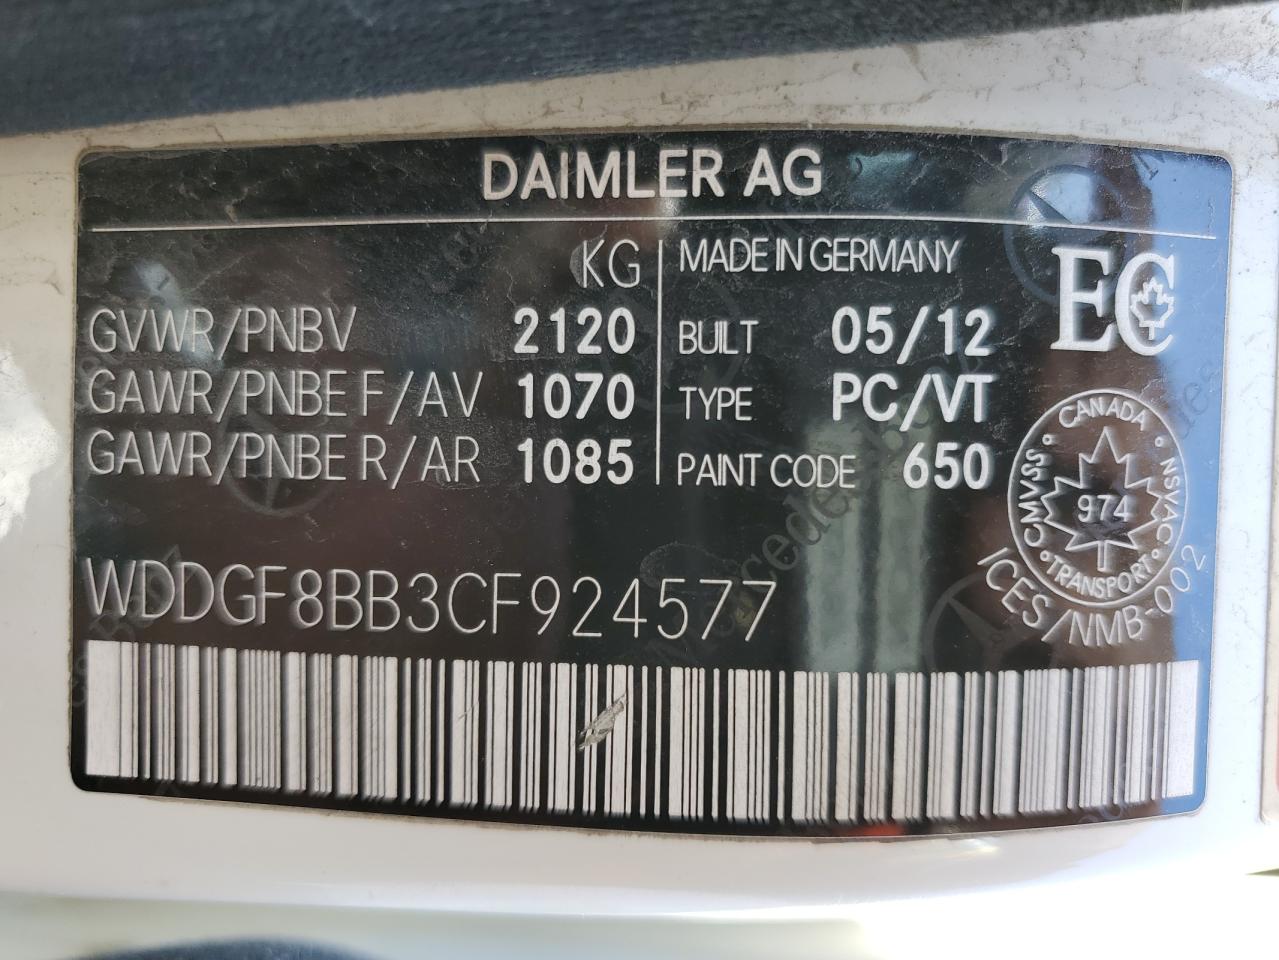 DAIMLER AG
KG
GVWR/PNBV 2120
GAWR/PNBE F/AV 1070
GAWR/PNBE R/AR 1085
MADE IN GERMANY
BUILT 05/12
TYPE PC/VT
PAINT CODE 650
EC
CANADA
CMVSS NSVAC
974
TRANSPORT
ICES/NMB-002
WDDGF8BB3CF924577